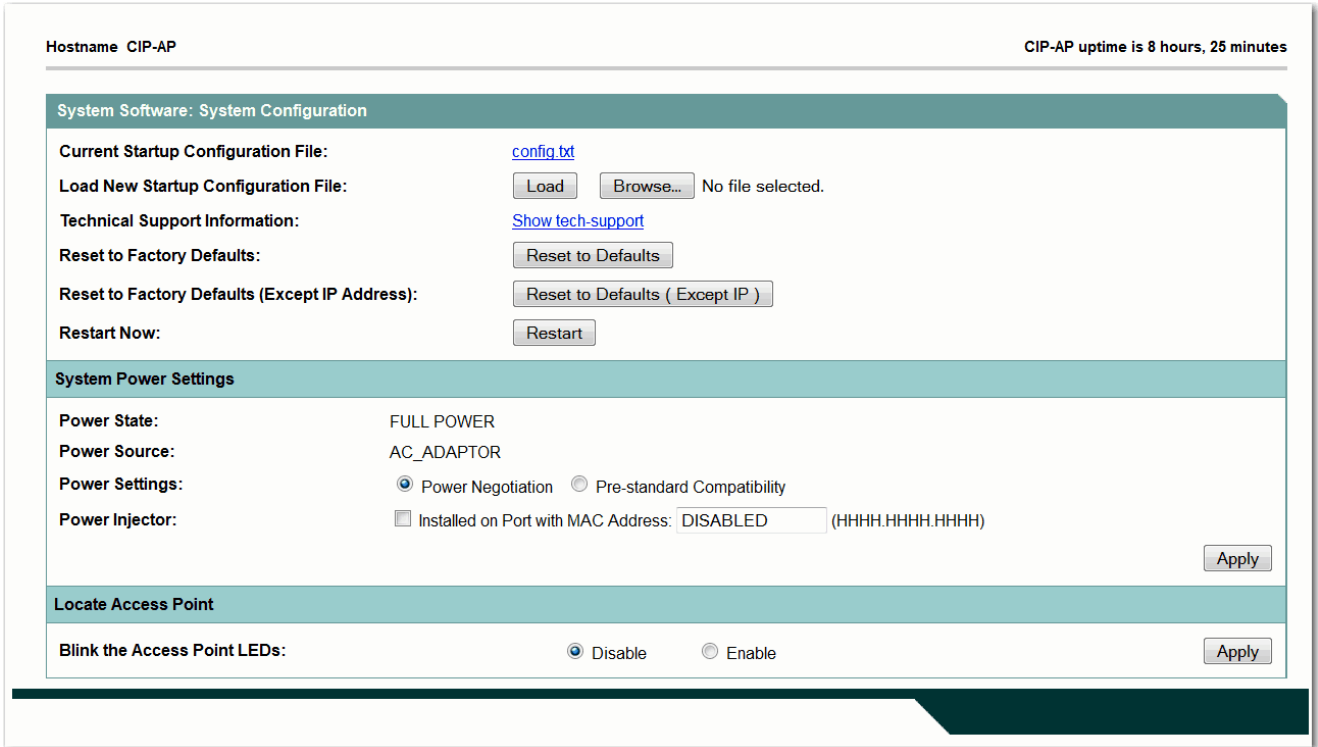 Hostname CIP-AP CIP-AP uptime is 8 hours, 25 minutes
System Software: System Configuration
Current Startup Configuration File: config.txt
Load New Startup Configuration File: Load Browse... No file selected.
Technical Support Information: Show tech-support
Reset to Factory Defaults: Reset to Defaults
Reset to Factory Defaults (Except IP Address): Reset to Defaults ( Except IP )
Restart Now: Restart
System Power Settings
Power State: FULL POWER
Power Source: AC_ADAPTOR
Power Settings: Power Negotiation Pre-standard Compatibility
Power Injector: Installed on Port with MAC Address: DISABLED (HHHH.HHHH.HHHH)
Apply
Locate Access Point
Blink the Access Point LEDs: Disable Enable Apply